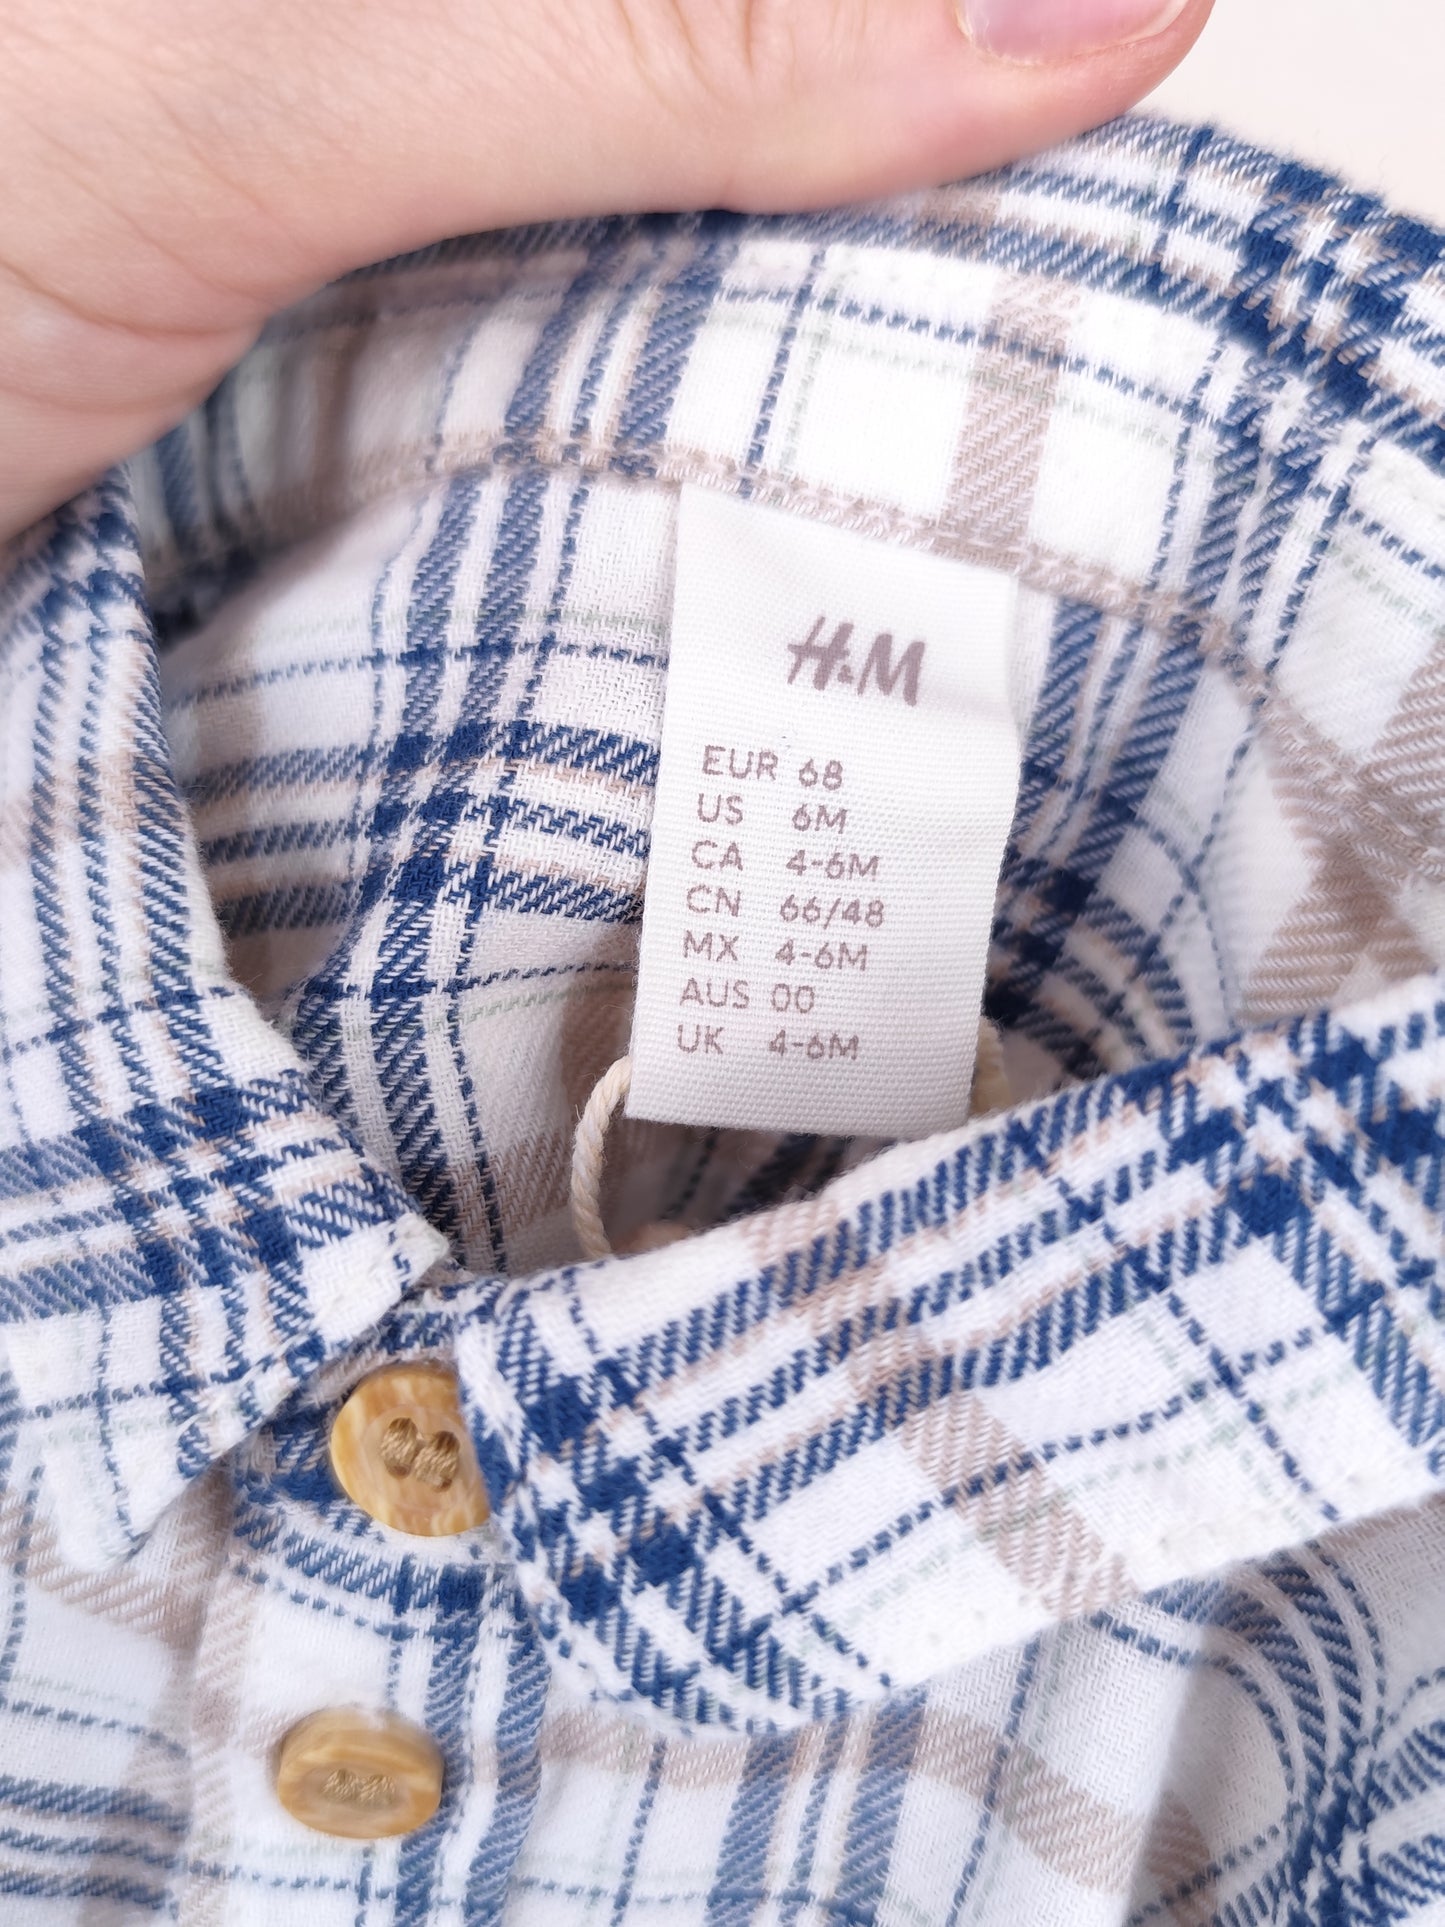 H&M
EUR 68
US 6M
CA 4-6M
CN 66/48
MX 4-6M
AUS 00
UK 4-6M